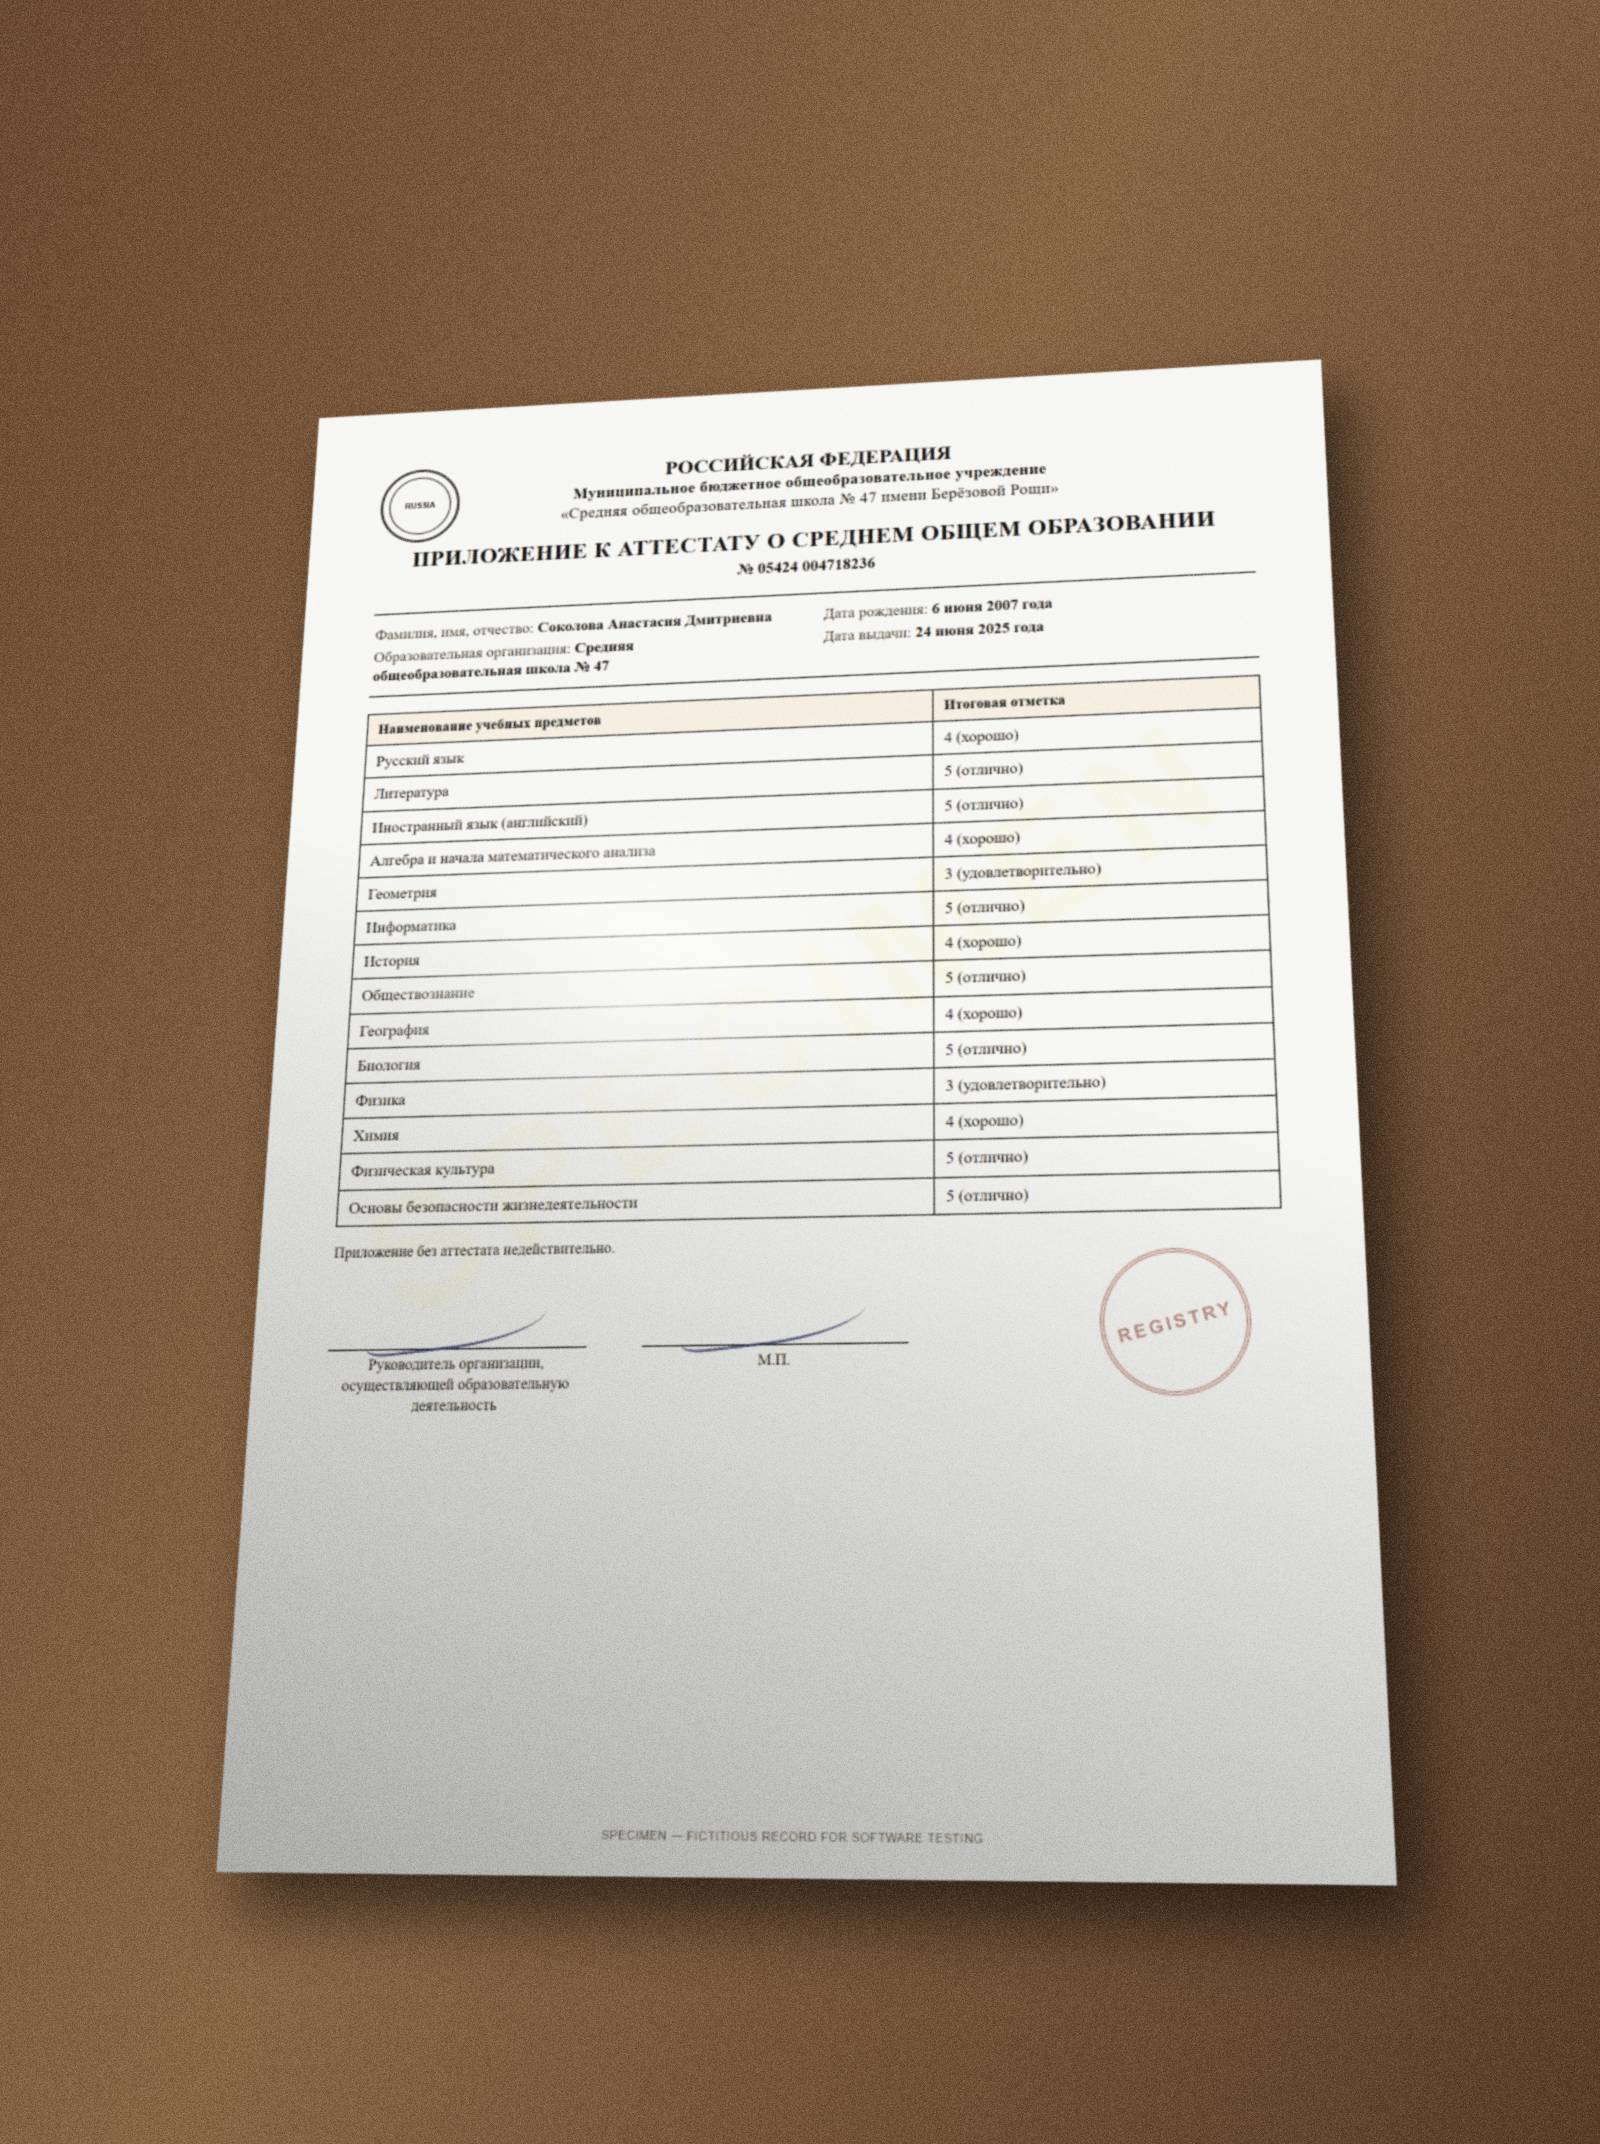 РОССИЙСКАЯ ФЕДЕРАЦИЯ
Муниципальное бюджетное общеобразовательное учреждение
«Средняя общеобразовательная школа № 47 имени Берёзовой Рощи»
RUSSIA
ПРИЛОЖЕНИЕ К АТТЕСТАТУ О СРЕДНЕМ ОБЩЕМ ОБРАЗОВАНИИ
№ 05424 004718236
Фамилия, имя, отчество: Соколова Анастасия Дмитриевна
Дата рождения: 6 июня 2007 года
Образовательная организация: Средняя
общеобразовательная школа № 47
Дата выдачи: 24 июня 2025 года
Наименование учебных предметов Итоговая отметка
Русский язык 4 (хорошо)
Литература 5 (отлично)
Иностранный язык (английский) 5 (отлично)
Алгебра и начала математического анализа 4 (хорошо)
Геометрия 3 (удовлетворительно)
Информатика 5 (отлично)
История 4 (хорошо)
Обществознание 5 (отлично)
География 4 (хорошо)
Биология 5 (отлично)
Физика 3 (удовлетворительно)
Химия 4 (хорошо)
Физическая культура 5 (отлично)
Основы безопасности жизнедеятельности 5 (отлично)
SPECIMEN
Приложение без аттестата недействительно.
Руководитель организации,
осуществляющей образовательную
деятельность
М.П.
REGISTRY
SPECIMEN — FICTITIOUS RECORD FOR SOFTWARE TESTING